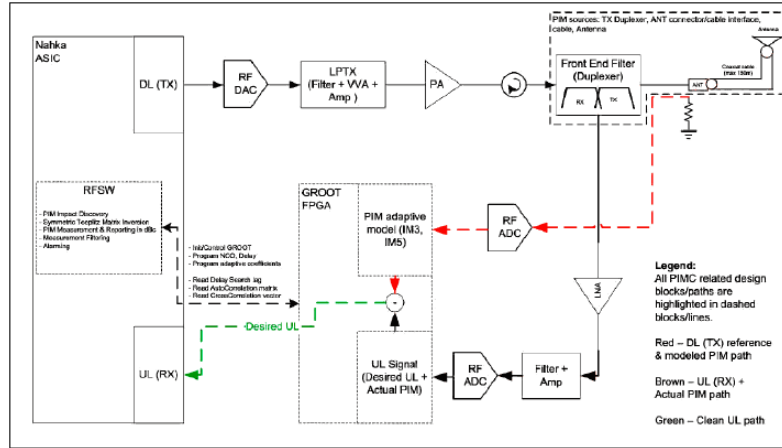 PIM sources: TX Duplexer, ANT connector/cable interface,
cable, Antenna
Nahka
ASIC
DL (TX)
RF
DAC
LPTX
(Filter + VVA +
Amp )
PA
Front End Filter
(Duplexer)
RX
TX
Antenna
Coaxial cable
(max 150m)
ANT
RFSW
- PIM Impact Discovery
- Symmetric Toeplitz Matrix Inversion
- PIM Measurement & Reporting in dBc
- Measurement Filtering
- Alarming
- Init/Control GROOT
- Program NCO, Delay
- Program adaptive coefficients
- Read Delay Search lag
- Read AutoCorrelation matrix
- Read CrossCorrelation vector
GROOT
FPGA
PIM adaptive
model (IM3,
IM5)
RF
ADC
-
Desired UL
LNA
UL (RX)
UL Signal
(Desired UL +
Actual PIM)
RF
ADC
Filter +
Amp
Legend:
All PIMC related design
blocks/paths are
highlighted in dashed
blocks/lines.
Red – DL (TX) reference
& modeled PIM path
Brown – UL (RX) +
Actual PIM path
Green – Clean UL path